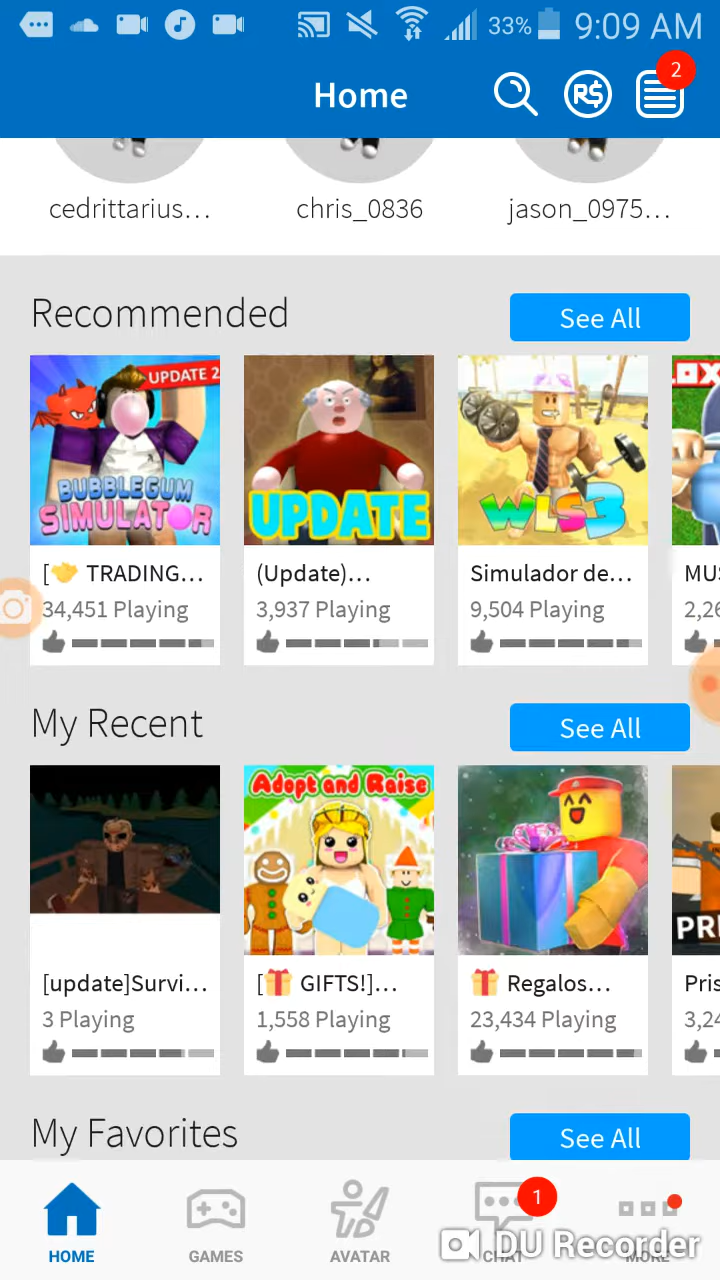 33% 9:09 AM
Home
R$
2
cedrittarius...
chris_0836
jason_0975...
Recommended
See All
UPDATE 2
BUBBLEGUM
SIMULATOR
UPDATE
WLS3
[🤝 TRADING...
(Update)...
Simulador de...
34,451 Playing
3,937 Playing
9,504 Playing
My Recent
See All
Adopt and Raise
[update]Survi...
[🎁 GIFTS!]...
🎁 Regalos...
3 Playing
1,558 Playing
23,434 Playing
My Favorites
See All
1
HOME
GAMES
AVATAR
CHAT
MORE
DU Recorder